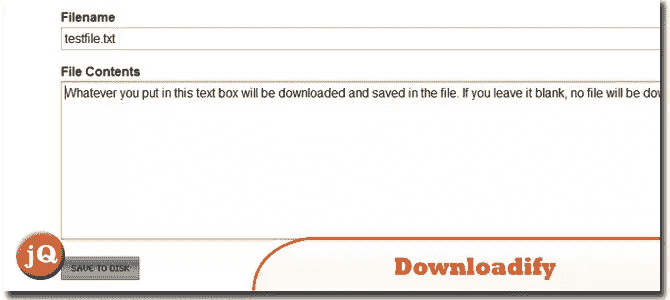 Filename
testfile.txt
File Contents
Whatever you put in this text box will be downloaded and saved in the file. If you leave it blank, no file will be
jQ
SAVE TO DISK
Downloadify